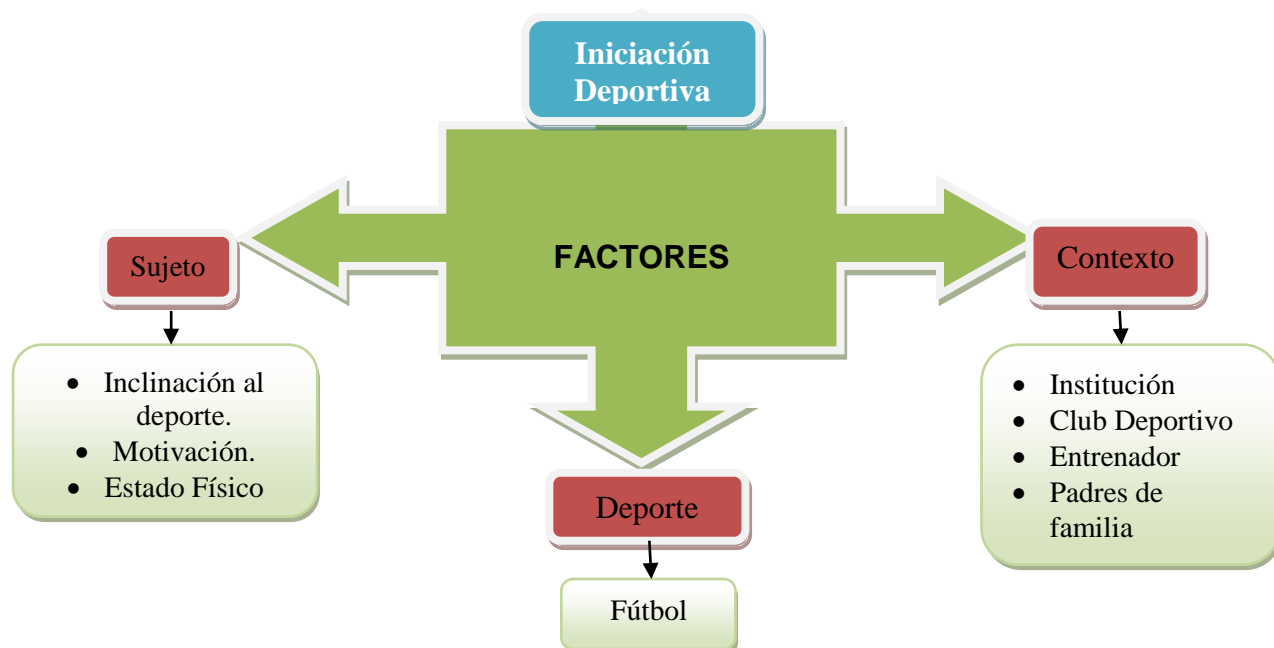 Iniciación
Deportiva
FACTORES
Sujeto
• Inclinación al
deporte.
• Motivación.
• Estado Físico
Deporte
Fútbol
Contexto
• Institución
• Club Deportivo
• Entrenador
• Padres de
familia